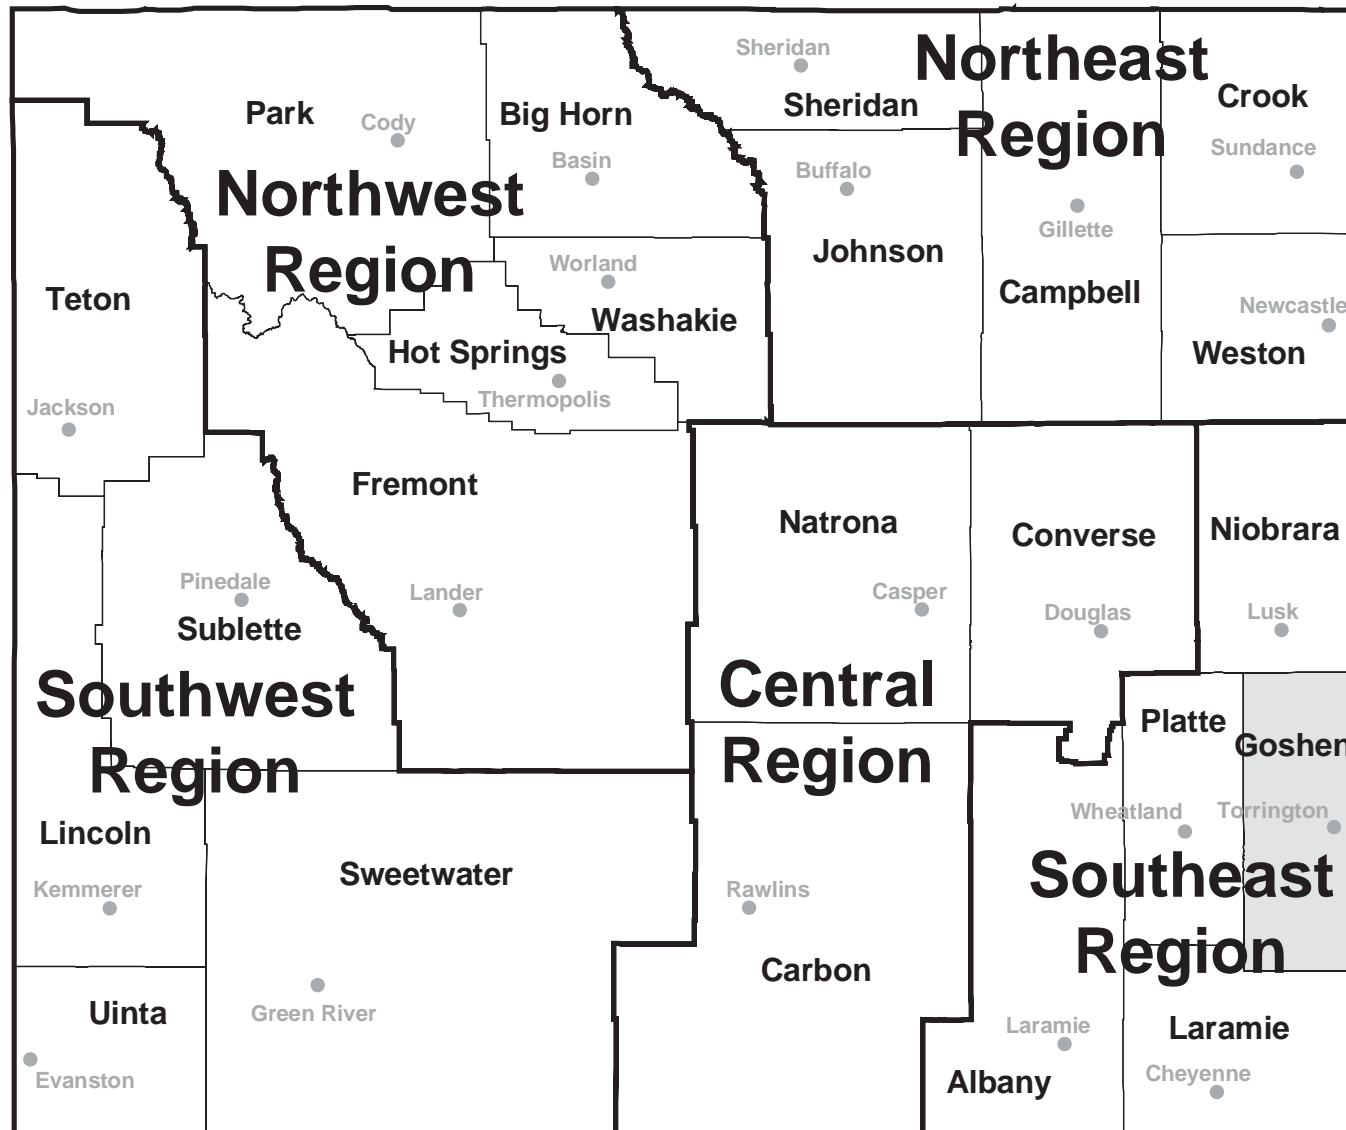 Sheridan
Northeast
Region
Crook
Sheridan
Park
Cody
Big Horn
Basin
Buffalo
Sundance
Northwest
Region
Gillette
Johnson
Worland
Teton
Campbell
Newcastle
Washakie
Hot Springs
Weston
Thermopolis
Jackson
Fremont
Natrona
Converse
Niobrara
Pinedale
Lander
Casper
Douglas
Lusk
Sublette
Southwest
Region
Central
Region
Platte
Goshen
Wheatland
Torrington
Lincoln
Sweetwater
Southeast
Region
Kemmerer
Rawlins
Carbon
Uinta
Green River
Laramie
Laramie
Evanston
Albany
Cheyenne